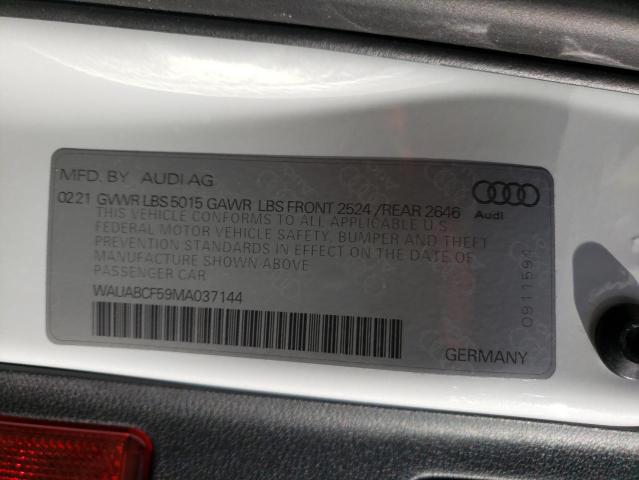 MFD. BY AUDI AG
02.21 GVWR LBS 5015 GAWR LBS FRONT 2524 /REAR 2646
THIS VEHICLE CONFORMS TO ALL APPLICABLE U.S
FEDERAL MOTOR VEHICLE SAFETY, BUMPER AND THEFT
PREVENTION STANDARDS IN EFFECT ON THE DATE OF
MANUFACTURE SHOWN ABOVE
PASSENGER CAR
WAUABCF59MA037144
GERMANY
Audi
0911594